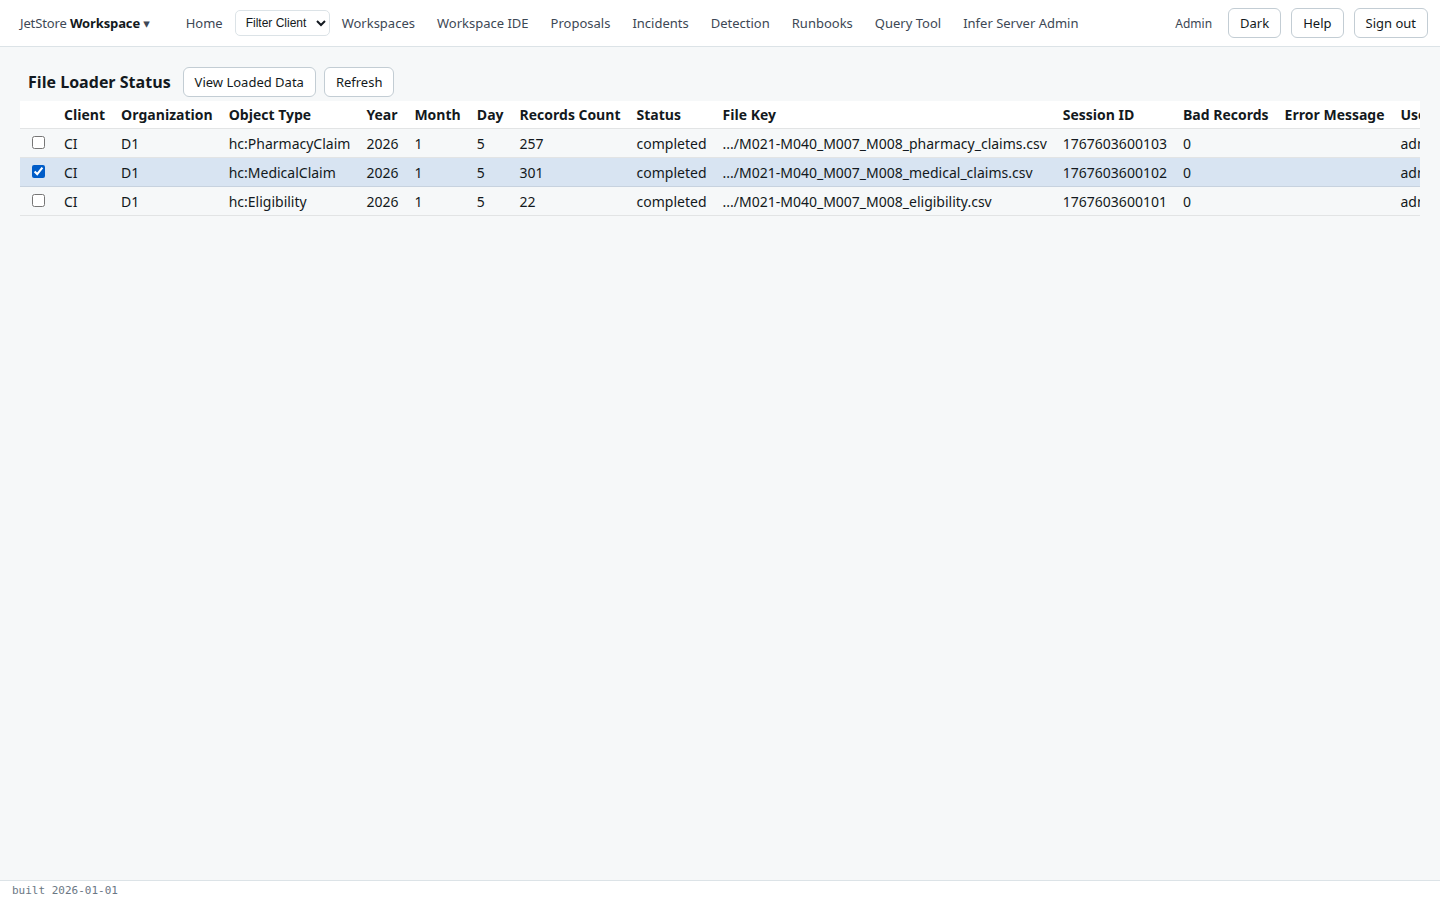 JetStore Workspace ▾ Home Filter Client Workspaces Workspace IDE Proposals Incidents Detection Runbooks Query Tool Infer Server Admin Admin Dark Help Sign out
File Loader Status View Loaded Data Refresh
Client Organization Object Type Year Month Day Records Count Status File Key Session ID Bad Records Error Message
CI D1 hc:PharmacyClaim 2026 1 5 257 completed .../M021-M040_M007_M008_pharmacy_claims.csv 1767603600103 0
CI D1 hc:MedicalClaim 2026 1 5 301 completed .../M021-M040_M007_M008_medical_claims.csv 1767603600102 0
CI D1 hc:Eligibility 2026 1 5 22 completed .../M021-M040_M007_M008_eligibility.csv 1767603600101 0
built 2026-01-01